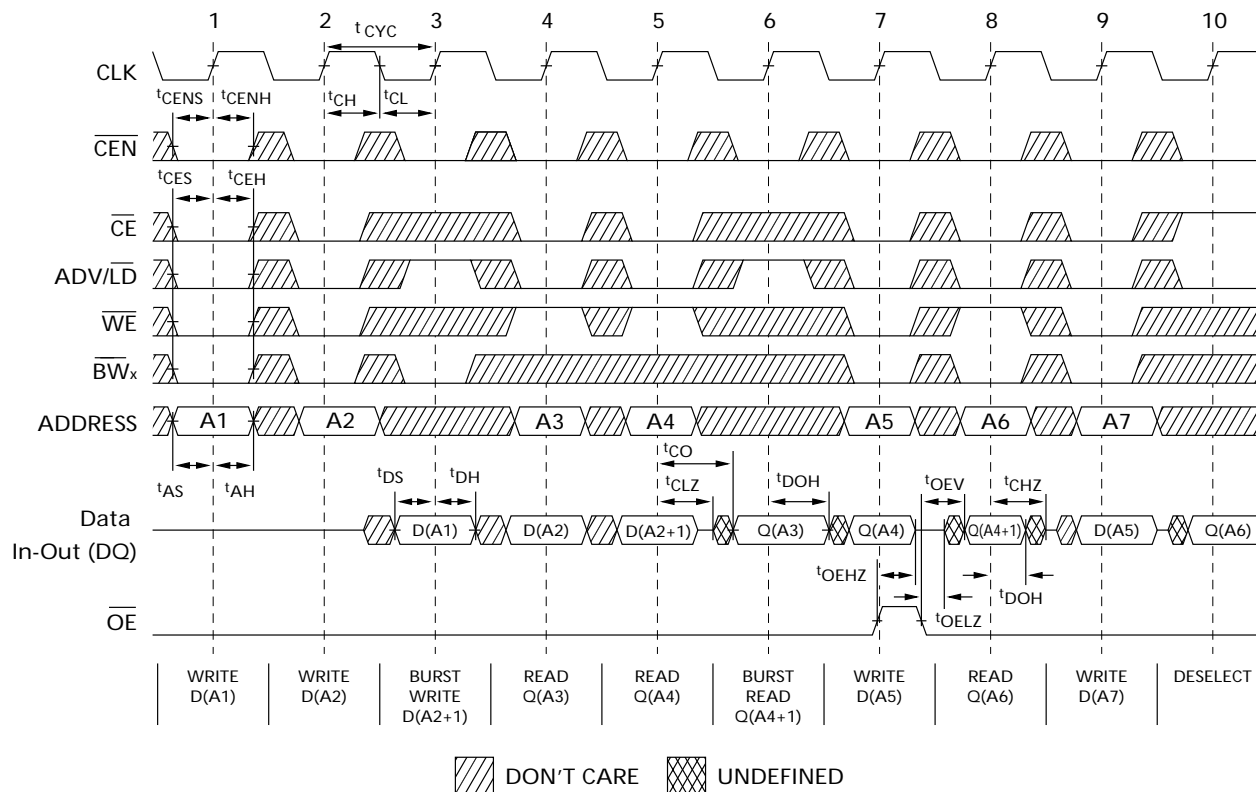 1 2 3 4 5 6 7 8 9 10
tCYC
CLK
tCENS tCENH tCH tCL
CEN
tCES tCEH
CE
ADV/LD
WE
BWx
ADDRESS A1 A2 A3 A4 A5 A6 A7
tCO
tAS tAH tDS tDH tCLZ tDOH tOEV tCHZ
Data
In-Out (DQ)
D(A1) D(A2) D(A2+1) Q(A3) Q(A4) Q(A4+1) D(A5) Q(A6)
tOEHZ tDOH
tOELZ
OE
WRITE
D(A1)
WRITE
D(A2)
BURST
WRITE
D(A2+1)
READ
Q(A3)
READ
Q(A4)
BURST
READ
Q(A4+1)
WRITE
D(A5)
READ
Q(A6)
WRITE
D(A7)
DESELECT
DON'T CARE
UNDEFINED